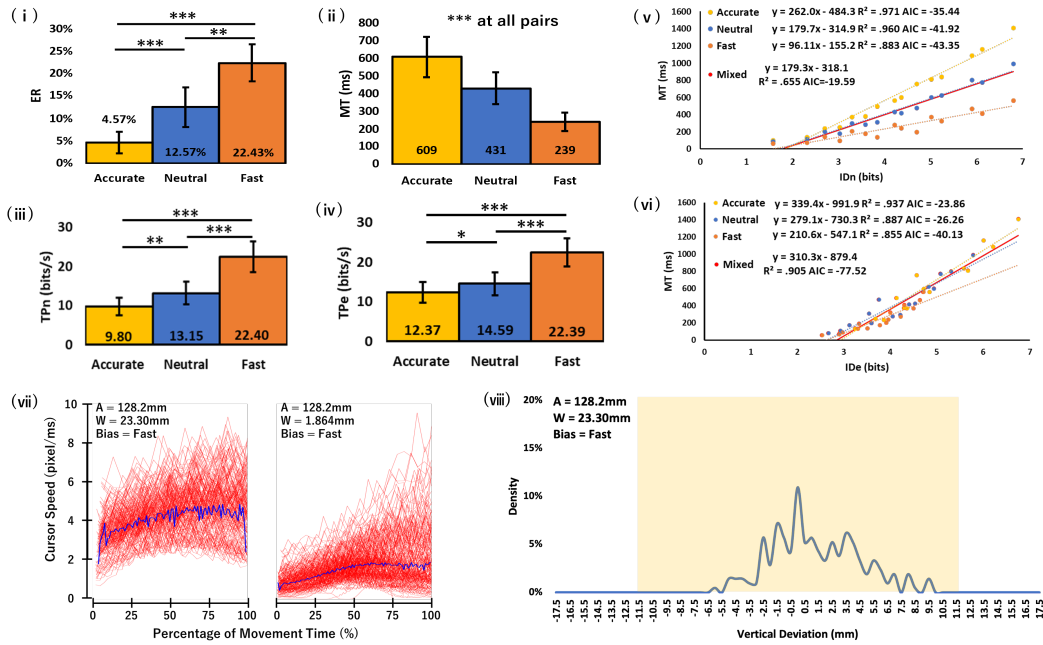 (i)
***
***
**
ER
30%
25%
20%
15%
10%
5%
0%
4.57%
12.57%
22.43%
Accurate Neutral Fast
(ii)
*** at all pairs
MT (ms)
800
700
600
500
400
300
200
100
0
609
431
239
Accurate Neutral Fast
(iii)
***
**
***
TPn (bits/s)
30
20
10
0
9.80
13.15
22.40
Accurate Neutral Fast
(iv)
***
*
***
TPe (bits/s)
30
20
10
0
12.37
14.59
22.39
Accurate Neutral Fast
(v)
Accurate y = 262.0x - 484.3 R² = .971 AIC = -35.44
Neutral y = 179.7x - 314.9 R² = .960 AIC = -41.92
Fast y = 96.11x - 155.2 R² = .883 AIC = -43.35
Mixed y = 179.3x - 318.1
R² = .655 AIC=-19.59
MT (ms)
1600
1400
1200
1000
800
600
400
200
0
0 1 2 3 4 5 6 7
IDn (bits)
(vi)
Accurate y = 339.4x - 991.9 R² = .937 AIC = -23.86
Neutral y = 279.1x - 730.3 R² = .887 AIC = -26.26
Fast y = 210.6x - 547.1 R² = .855 AIC = -40.13
Mixed y = 310.3x - 879.4
R² = .905 AIC = -77.52
MT (ms)
1600
1400
1200
1000
800
600
400
200
0
0 1 2 3 4 5 6 7
IDe (bits)
(vii)
A = 128.2mm
W = 23.30mm
Bias = Fast
A = 128.2mm
W = 1.864mm
Bias = Fast
Cursor Speed (pixel/ms)
10
8
6
4
2
0
0 25 50 75 100
0 25 50 75 100
Percentage of Movement Time (%)
(viii)
A = 128.2mm
W = 23.30mm
Bias = Fast
Density
20%
15%
10%
5%
0%
-17.5 -16.5 -15.5 -14.5 -13.5 -12.5 -11.5 -10.5 -9.5 -8.5 -7.5 -6.5 -5.5 -4.5 -3.5 -2.5 -1.5 -0.5 0.5 1.5 2.5 3.5 4.5 5.5 6.5 7.5 8.5 9.5 10.5 11.5 12.5 13.5 14.5 15.5 16.5 17.5
Vertical Deviation (mm)